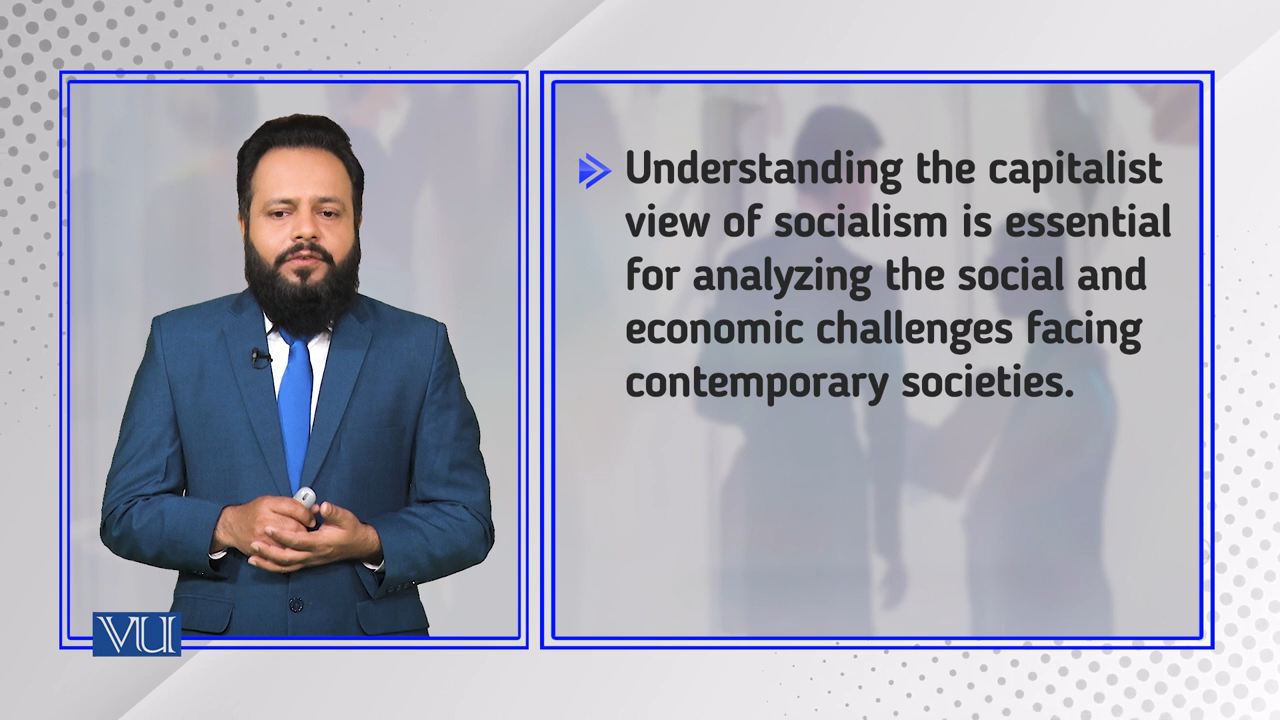 Understanding the capitalist
view of socialism is essential
for analyzing the social and
economic challenges facing
contemporary societies.
VU